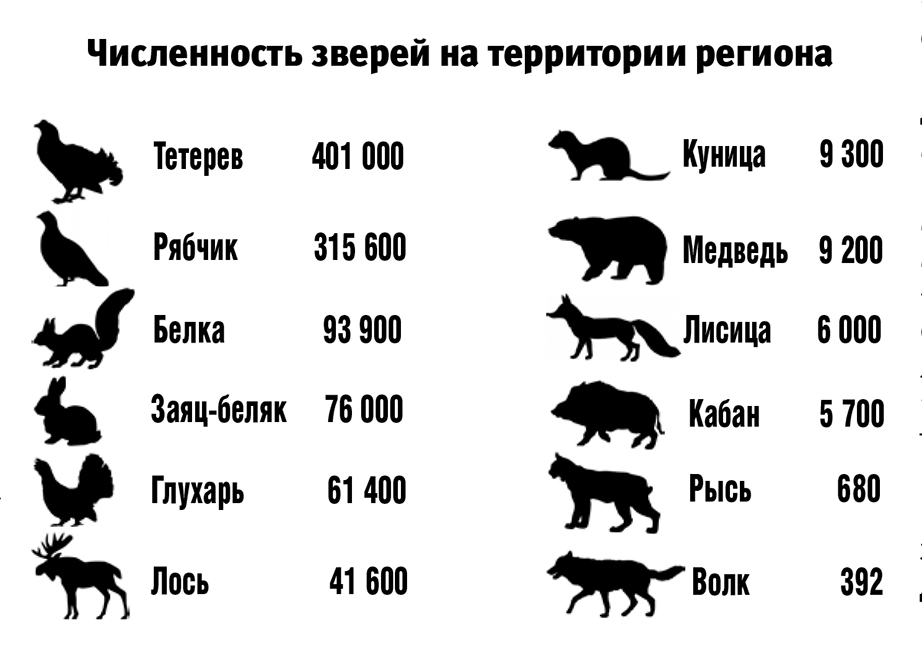 Численность зверей на территории региона
Тетерев 401 000
Рябчик 315 600
Белка 93 900
Заяц-беляк 76 000
Глухарь 61 400
Лось 41 600
Куница 9 300
Медведь 9 200
Лисица 6 000
Кабан 5 700
Рысь 680
Волк 392